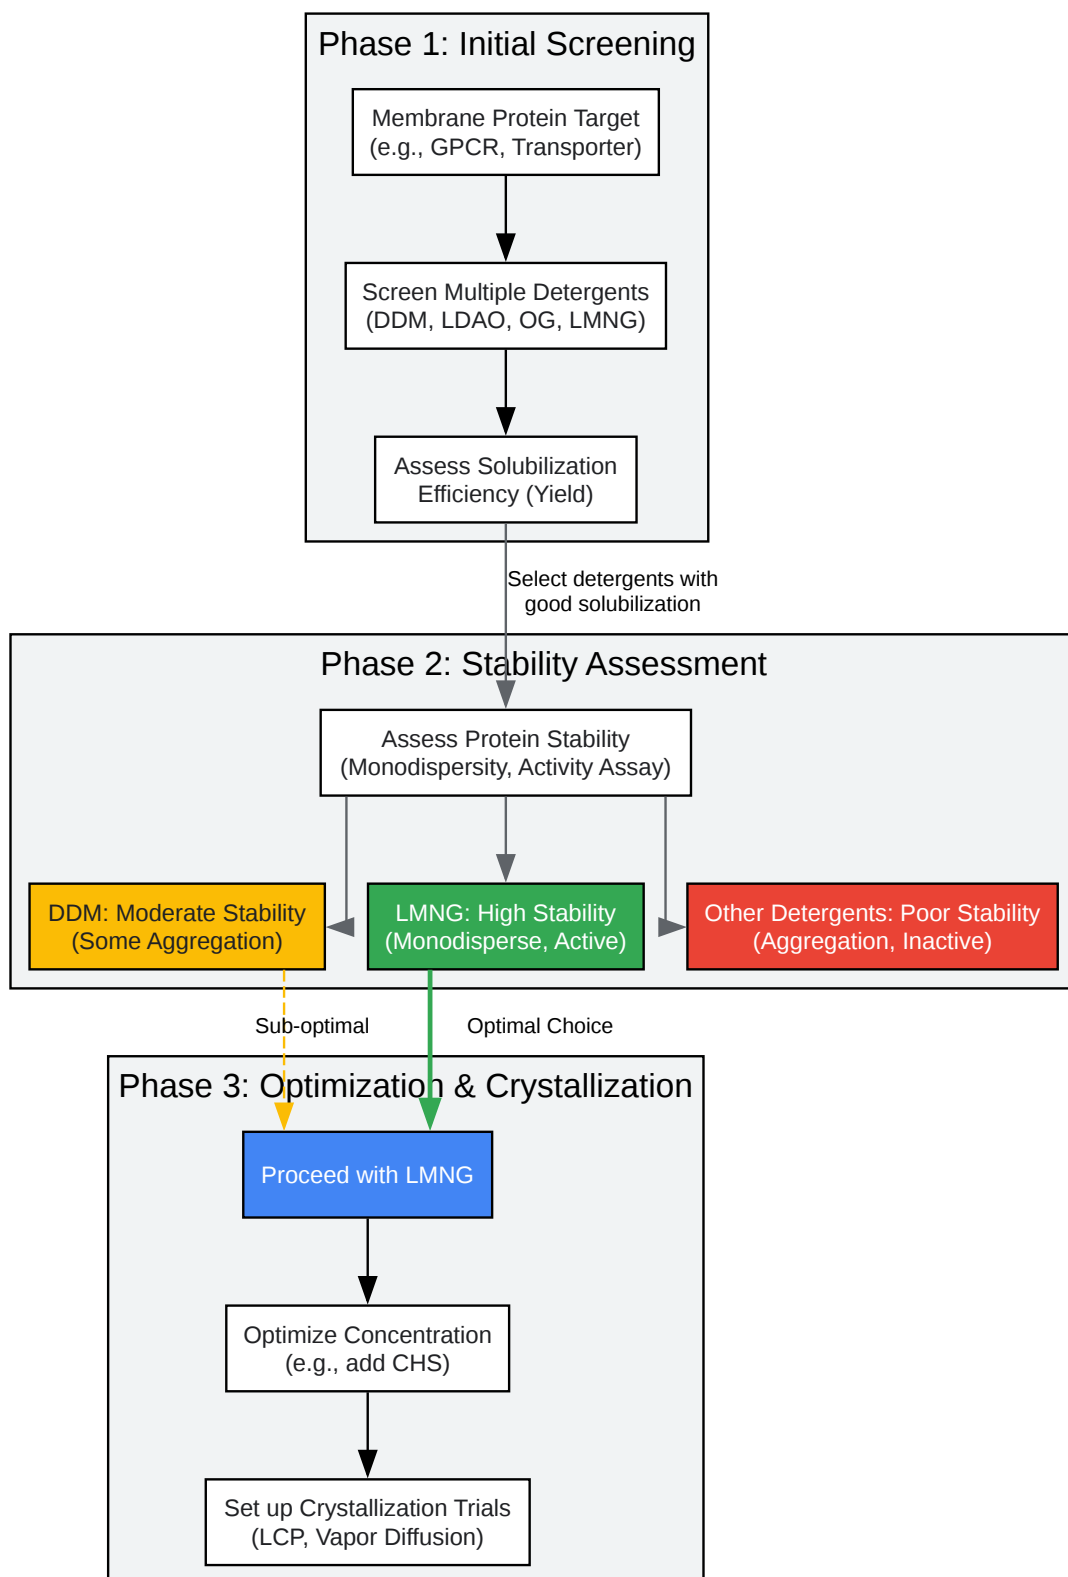 Phase 1: Initial Screening
Membrane Protein Target
(e.g., GPCR, Transporter)
Screen Multiple Detergents
(DDM, LDAO, OG, LMNG)
Assess Solubilization
Efficiency (Yield)
Select detergents with
good solubilization
Phase 2: Stability Assessment
Assess Protein Stability
(Monodispersity, Activity Assay)
DDM: Moderate Stability
(Some Aggregation)
LMNG: High Stability
(Monodisperse, Active)
Other Detergents: Poor Stability
(Aggregation, Inactive)
Sub-optimal
Optimal Choice
Phase 3: Optimization & Crystallization
Proceed with LMNG
Optimize Concentration
(e.g., add CHS)
Set up Crystallization Trials
(LCP, Vapor Diffusion)